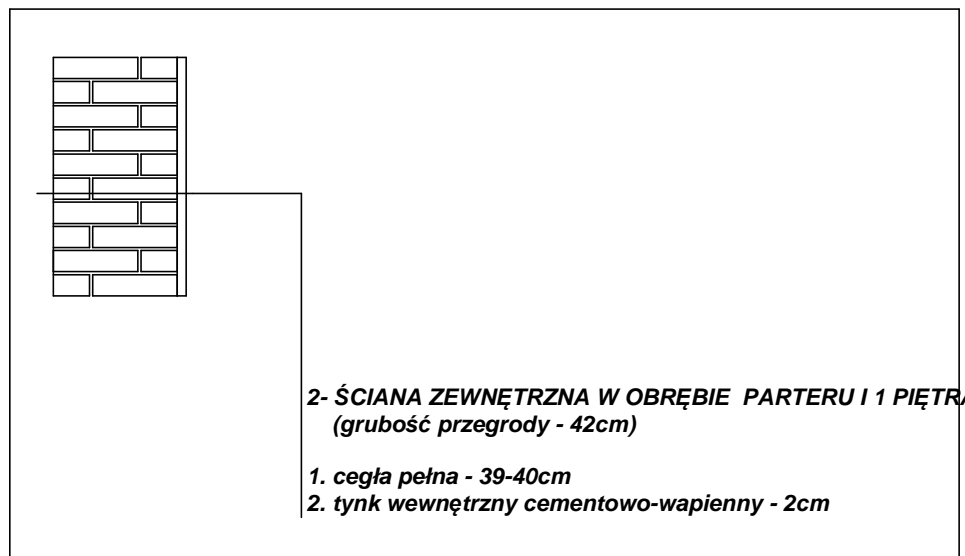 2- ŚCIANA ZEWNĘTRZNA W OBRĘBIE PARTERU I 1 PIĘTRA
(grubość przegrody - 42cm)
1. cegła pełna - 39-40cm
2. tynk wewnętrzny cementowo-wapienny - 2cm